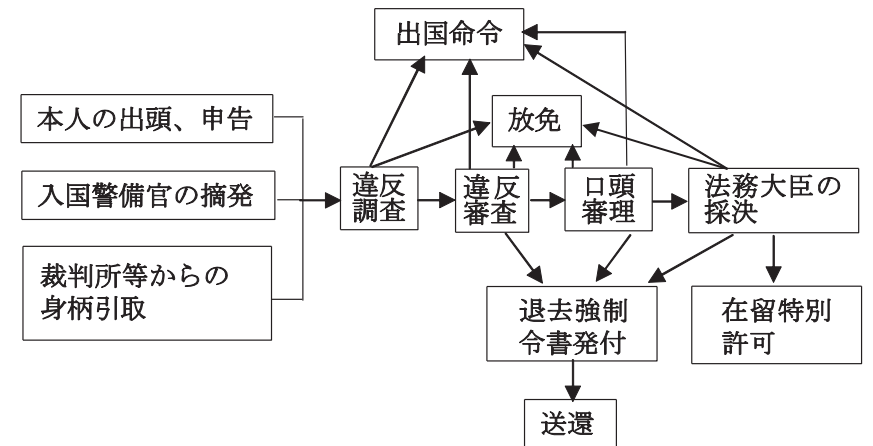 出国命令
本人の出頭、申告
放免
入国警備官の摘発
違反
調査
違反
審査
口頭
審理
法務大臣の
採決
裁判所等からの
身柄引取
退去強制
令書発付
在留特別
許可
送還